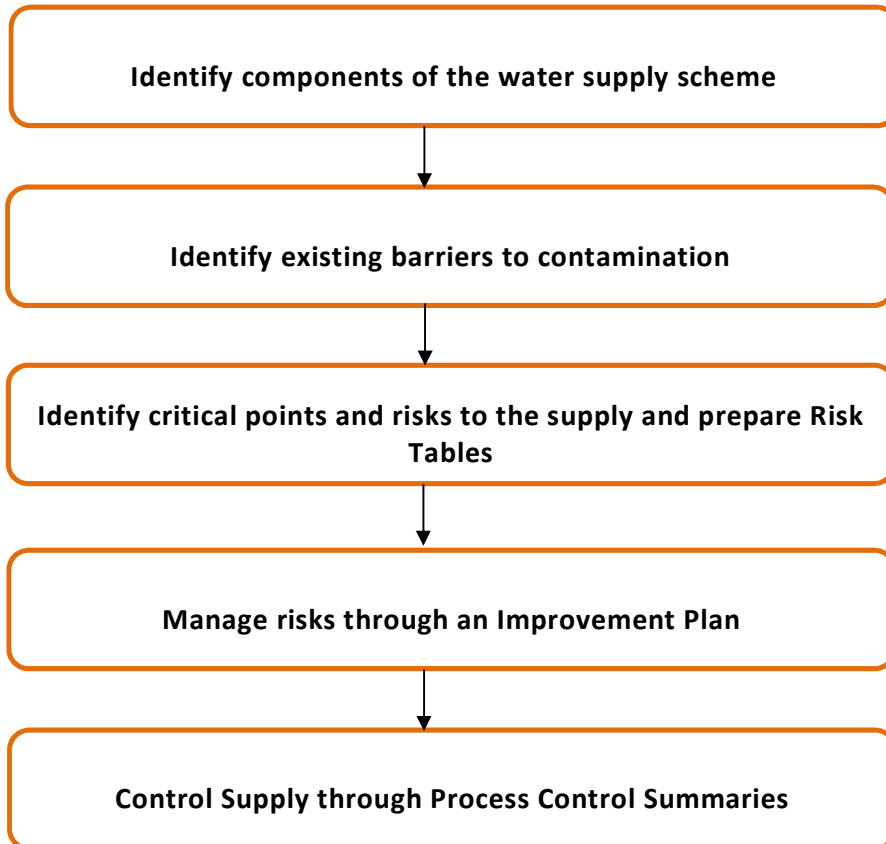 Identify components of the water supply scheme
Identify existing barriers to contamination
Identify critical points and risks to the supply and prepare Risk
Tables
Manage risks through an Improvement Plan
Control Supply through Process Control Summaries